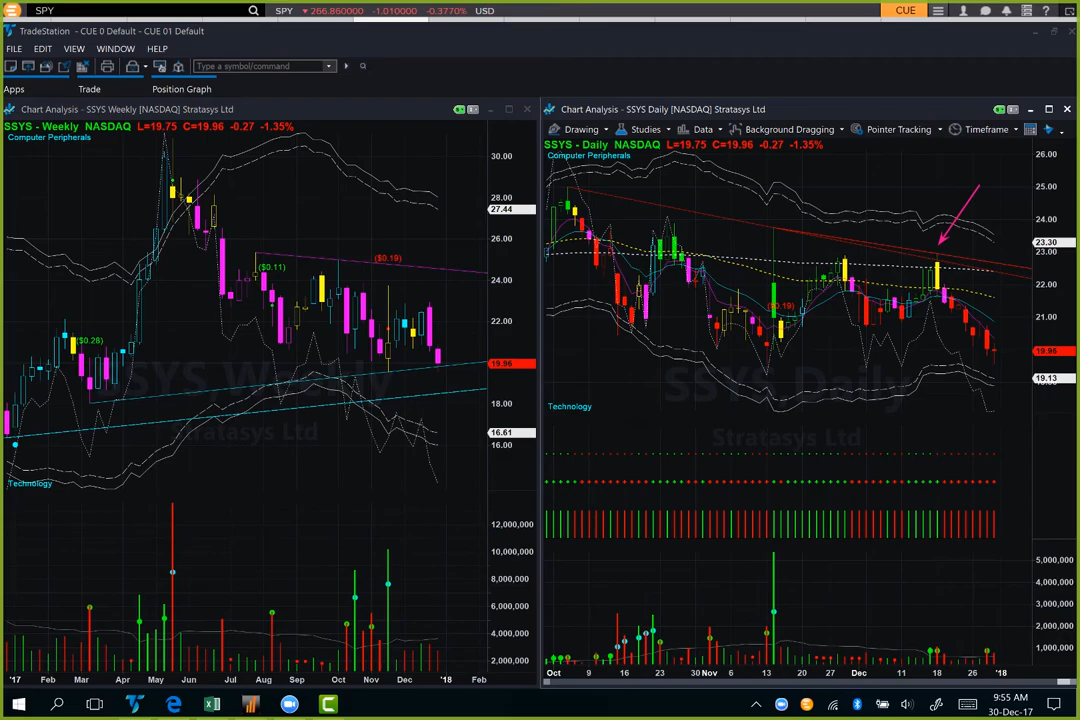 SPY
SPY ▼ 266.860000 -1.010000 -0.3770% USD
CUE
TradeStation - CUE 0 Default - CUE 01 Default
FILE EDIT VIEW WINDOW HELP
Type a symbol/command
Apps Trade Position Graph
Chart Analysis - SSYS Weekly [NASDAQ] Stratasys Ltd
SSYS - Weekly NASDAQ L=19.75 C=19.96 -0.27 -1.35%
Computer Peripherals
30.00
28.00
27.44
26.00
24.00
22.00
19.96
18.00
16.61
16.00
($0.28)
($0.11)
($0.19)
SSYS Weekly
Stratasys Ltd
Technology
12,000,000
10,000,000
8,000,000
6,000,000
4,000,000
2,000,000
'17 Feb Mar Apr May Jun Jul Aug Sep Oct Nov Dec '18 Feb
Chart Analysis - SSYS Daily [NASDAQ] Stratasys Ltd
Drawing Studies Data Background Dragging Pointer Tracking Timeframe
SSYS - Daily NASDAQ L=19.75 C=19.96 -0.27 -1.35%
Computer Peripherals
26.00
25.00
24.00
23.30
23.00
22.00
21.00
19.96
19.13
($0.19)
SSYS Daily
Stratasys Ltd
Technology
5,000,000
4,000,000
3,000,000
2,000,000
1,000,000
Oct 9 16 23 30 Nov 6 13 20 27 Dec 11 18 26 '18
9:55 AM
30-Dec-17